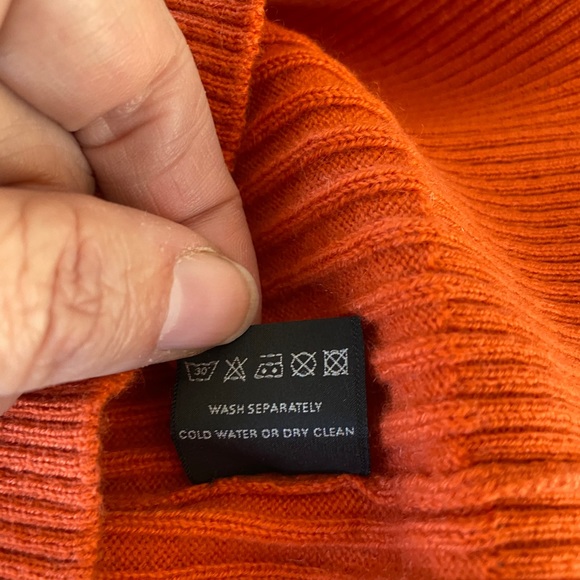 30°
WASH SEPARATELY
COLD WATER OR DRY CLEAN